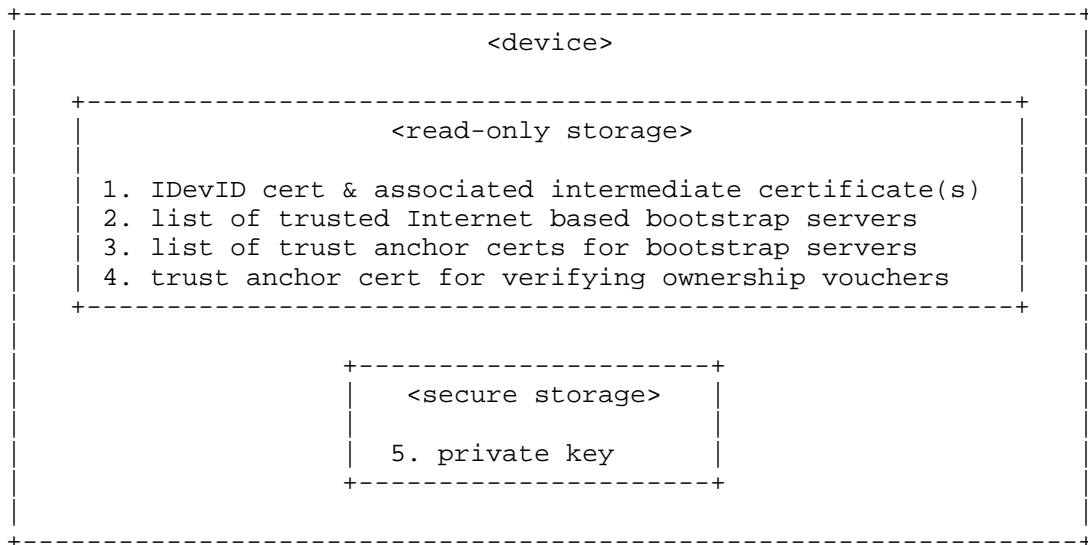 <device>
<read-only storage>
1. IDevID cert & associated intermediate certificate(s)
2. list of trusted Internet based bootstrap servers
3. list of trust anchor certs for bootstrap servers
4. trust anchor cert for verifying ownership vouchers
<secure storage>
5. private key